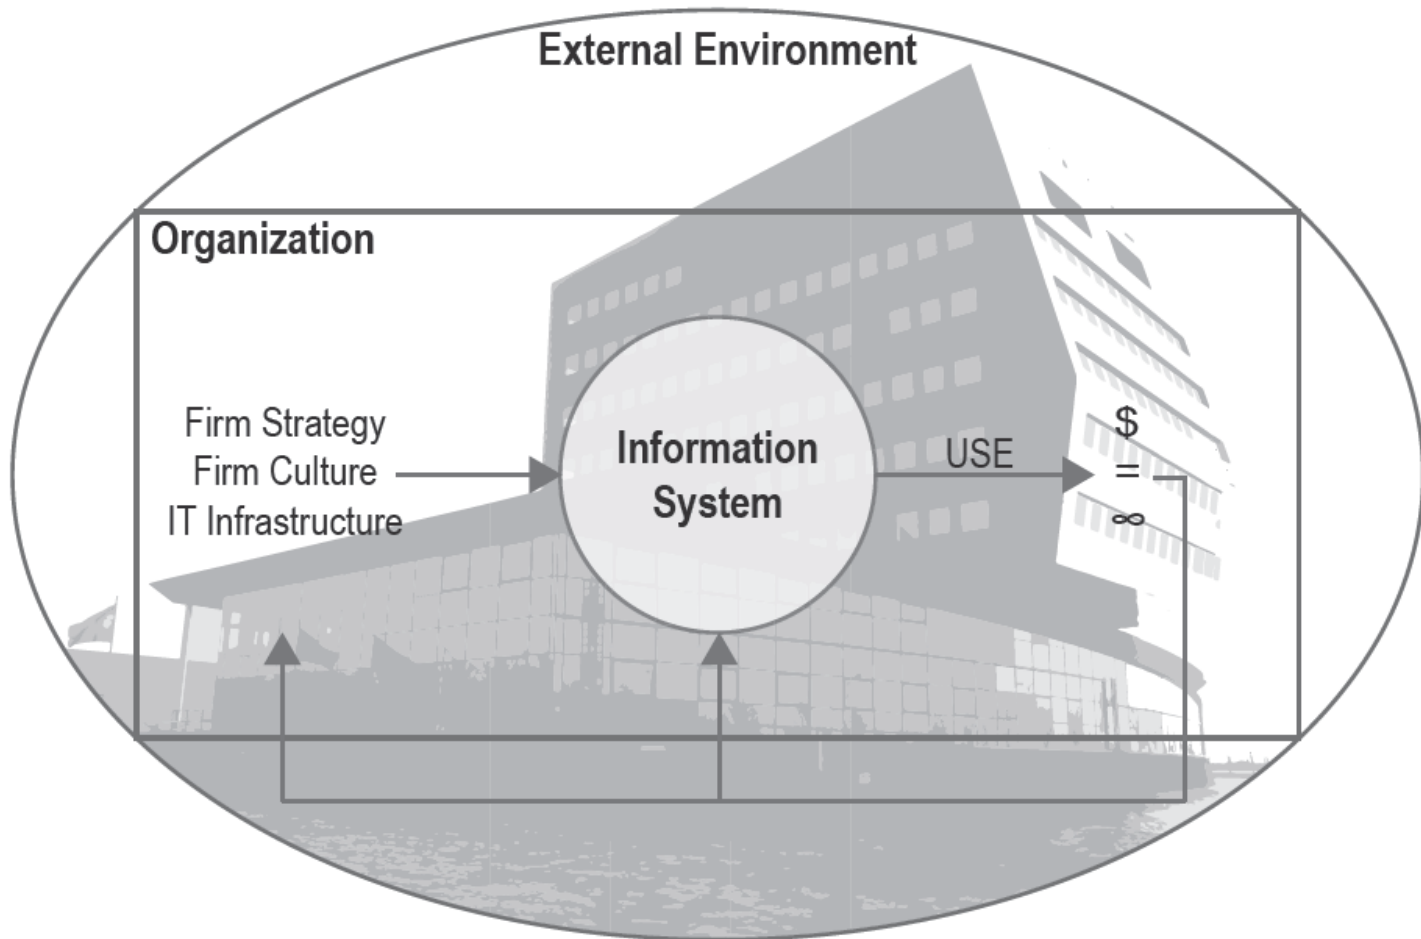 External Environment
Organization
Firm Strategy
Firm Culture
IT Infrastructure
Information
System
USE
$
=
∞